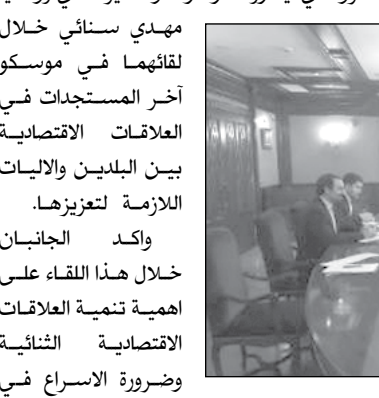 مهدي سنائي خلال
لقائهما في موسكو
آخر المستجدات في
العلاقات الاقتصادية
بين البلدين والاليات
اللازمة لتعزيزها.
واكد الجانبان
خلال هذا اللقاء على
اهمية تنمية العلاقات
الاقتصادية الثنائية
وضرورة الاسراع في